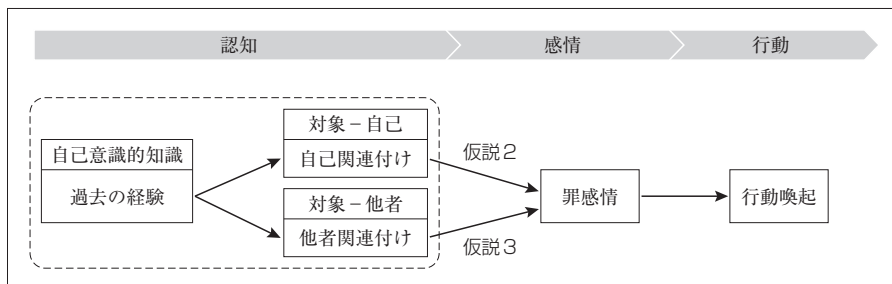 認知 感情 行動
対象－自己
自己意識的知識 自己関連付け 仮説2
過去の経験 罪感情 行動喚起
対象－他者
他者関連付け 仮説3